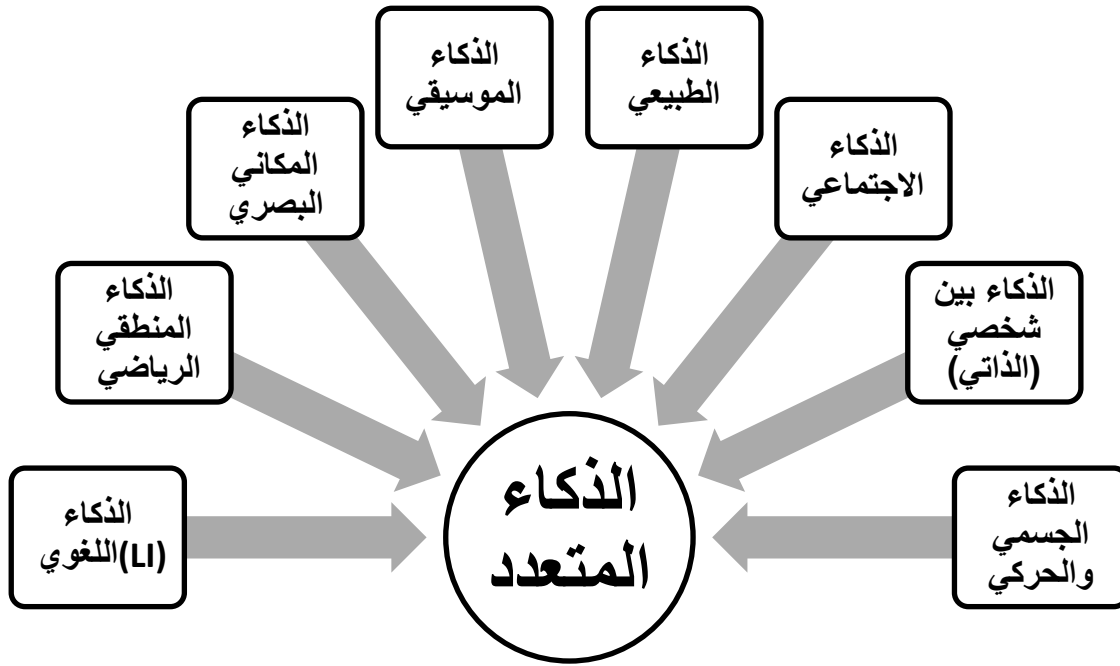 الذكاء
الطبيعي
الذكاء
الموسيقي
الذكاء
الاجتماعي
الذكاء
المكاني
البصري
الذكاء بين
شخصي
(الذاتي)
الذكاء
المنطقي
الرياضي
الذكاء
الجسمي
والحركي
الذكاء
اللغوي(LI)
الذكاء
المتعدد